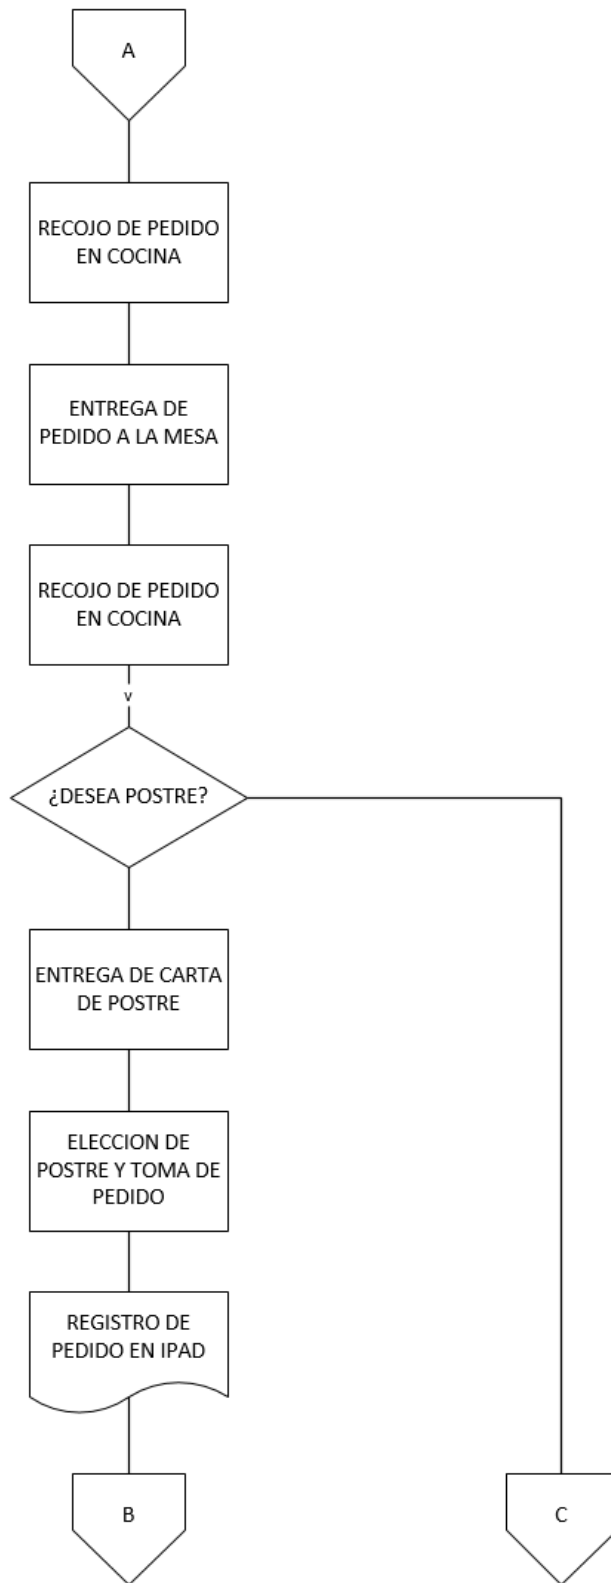 A
RECOJO DE PEDIDO
EN COCINA
ENTREGA DE
PEDIDO A LA MESA
RECOJO DE PEDIDO
EN COCINA
v
¿DESEA POSTRE?
ENTREGA DE CARTA
DE POSTRE
ELECCION DE
POSTRE Y TOMA DE
PEDIDO
REGISTRO DE
PEDIDO EN IPAD
B
C